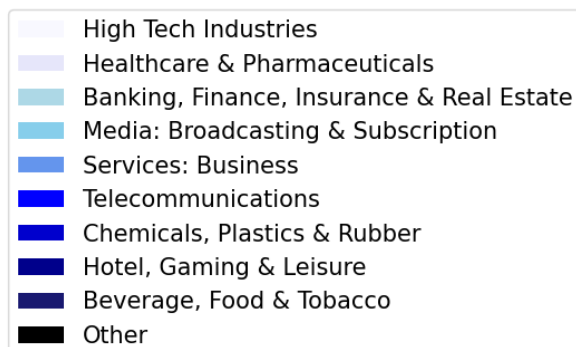 High Tech Industries
Healthcare & Pharmaceuticals
Banking, Finance, Insurance & Real Estate
Media: Broadcasting & Subscription
Services: Business
Telecommunications
Chemicals, Plastics & Rubber
Hotel, Gaming & Leisure
Beverage, Food & Tobacco
Other